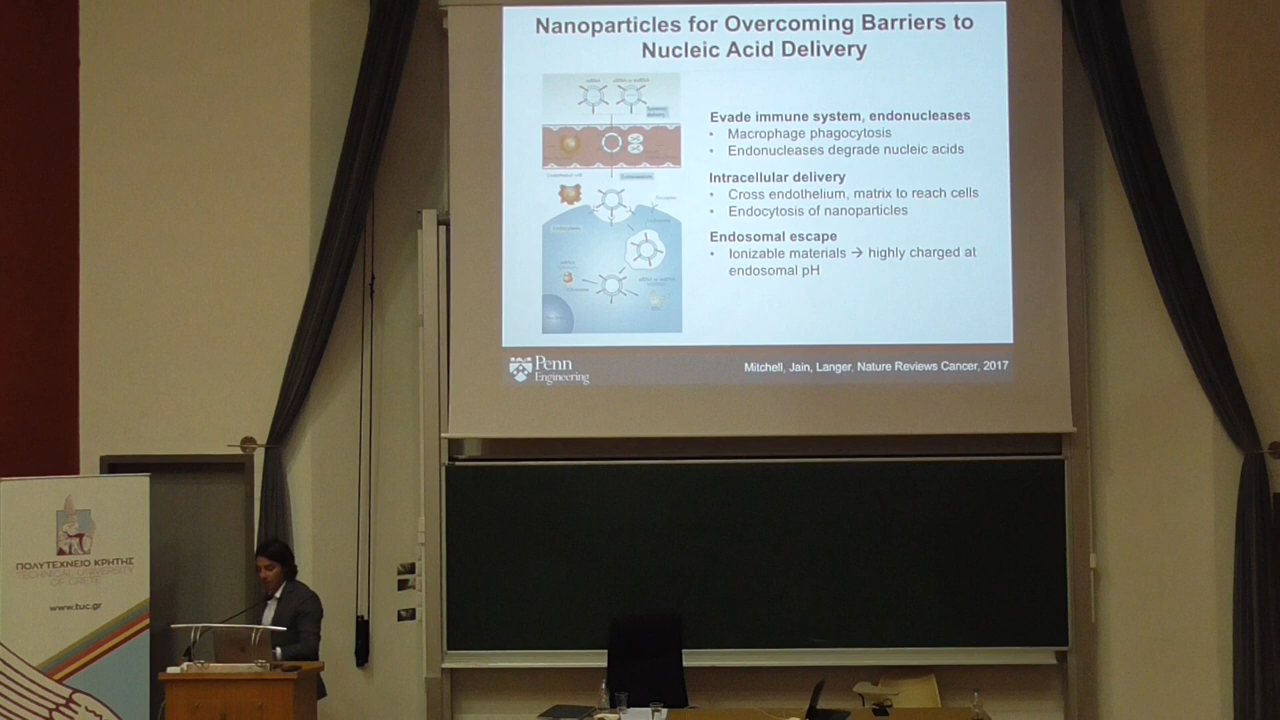 Nanoparticles for Overcoming Barriers to
Nucleic Acid Delivery
Evade immune system, endonucleases
• Macrophage phagocytosis
• Endonucleases degrade nucleic acids
Intracellular delivery
• Cross endothelium, matrix to reach cells
• Endocytosis of nanoparticles
Endosomal escape
• Ionizable materials → highly charged at
endosomal pH
Penn
Engineering
Mitchell, Jain, Langer, Nature Reviews Cancer, 2017
ΠΟΛΥΤΕΧΝΕΙΟ ΚΡΗΤΗΣ
TECHNICAL UNIVERSITY
OF CRETE
www.tuc.gr